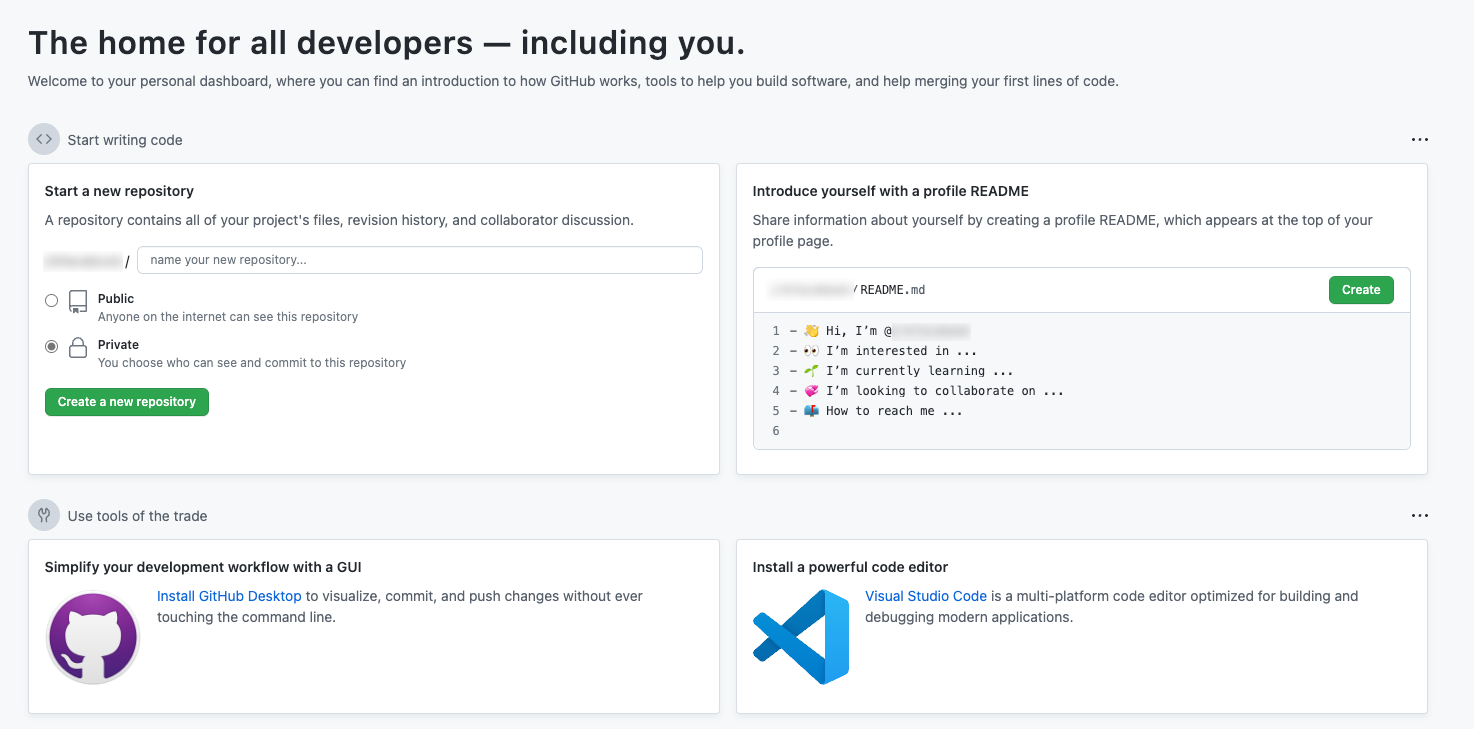 The home for all developers — including you.
Welcome to your personal dashboard, where you can find an introduction to how GitHub works, tools to help you build software, and help merging your first lines of code.
Start writing code
Start a new repository
A repository contains all of your project's files, revision history, and collaborator discussion.
/ name your new repository...
Public
Anyone on the internet can see this repository
Private
You choose who can see and commit to this repository
Create a new repository
Introduce yourself with a profile README
Share information about yourself by creating a profile README, which appears at the top of your
profile page.
/README.md Create
1 – 👋 Hi, I’m @
2 – 👀 I’m interested in ...
3 – 🌱 I’m currently learning ...
4 – 💞️ I’m looking to collaborate on ...
5 – 📫 How to reach me ...
6
Use tools of the trade
Simplify your development workflow with a GUI
Install GitHub Desktop to visualize, commit, and push changes without ever
touching the command line.
Install a powerful code editor
Visual Studio Code is a multi-platform code editor optimized for building and
debugging modern applications.